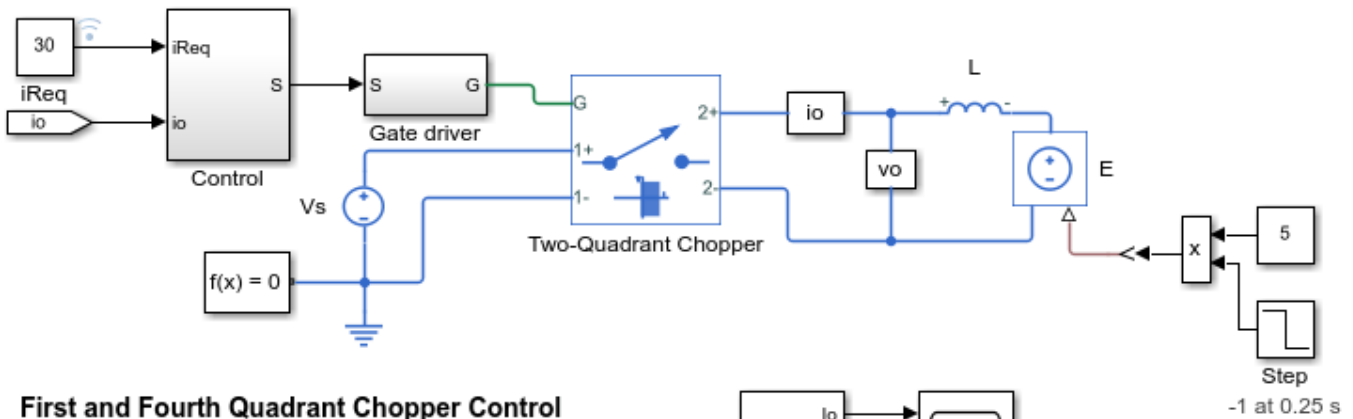 30
iReq
io
iReq
io
S
Control
S
G
Gate driver
G
1+
1-
2+
2-
Two-Quadrant Chopper
Vs
f(x) = 0
io
vo
L
+
-
E
x
5
Step
-1 at 0.25 s
First and Fourth Quadrant Chopper Control
Io